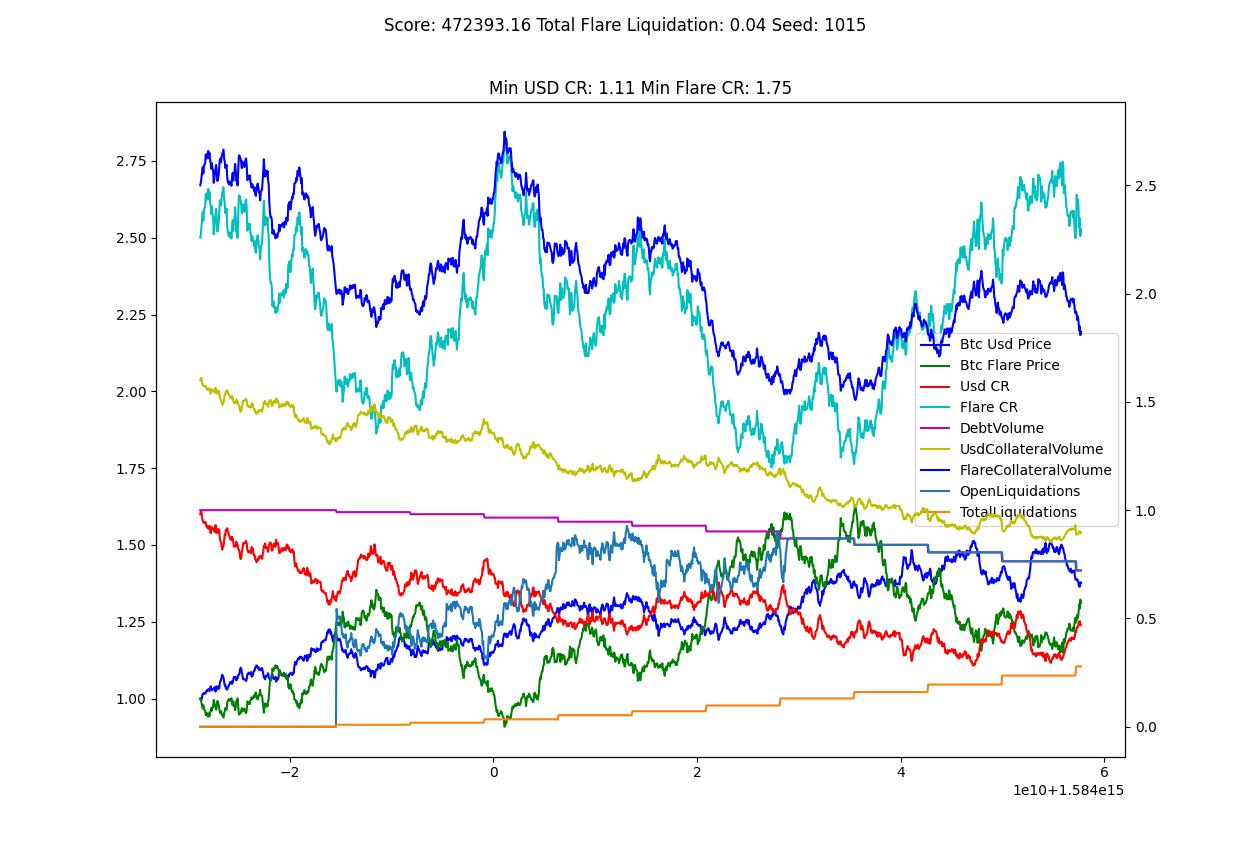 Score: 472393.16 Total Flare Liquidation: 0.04 Seed: 1015
Min USD CR: 1.11 Min Flare CR: 1.75
2.75
2.50
2.25
2.00
1.75
1.50
1.25
1.00
2.5
2.0
1.5
1.0
0.5
0.0
Btc Usd Price
Btc Flare Price
Usd CR
Flare CR
DebtVolume
UsdCollateralVolume
FlareCollateralVolume
OpenLiquidations
TotalLiquidations
−2 0 2 4 6
1e10+1.584e15